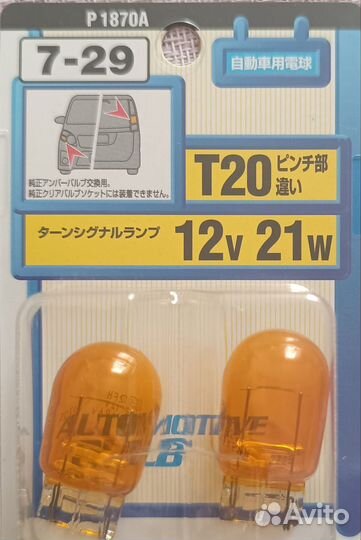 P1870A
7-29
自動車用電球
純正アンバーバルブ交換用。
純正クリアバルブソケットには装着できません。
T20 ピンチ部
違い
ターンシグナルランプ
12V 21W
AUTOMOTIVE
Avito